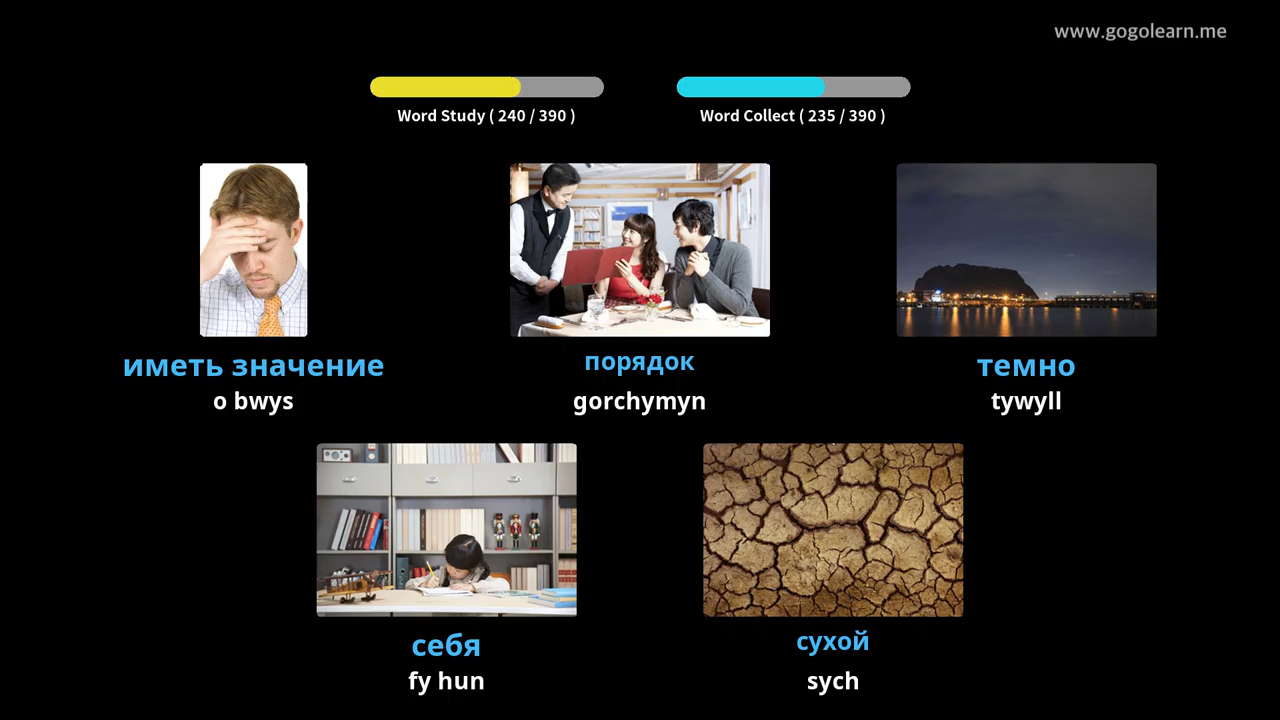 www.gogolearn.me
Word Study ( 240 / 390 )
Word Collect ( 235 / 390 )
иметь значение
o bwys
порядок
gorchymyn
темно
tywyll
себя
fy hun
сухой
sych